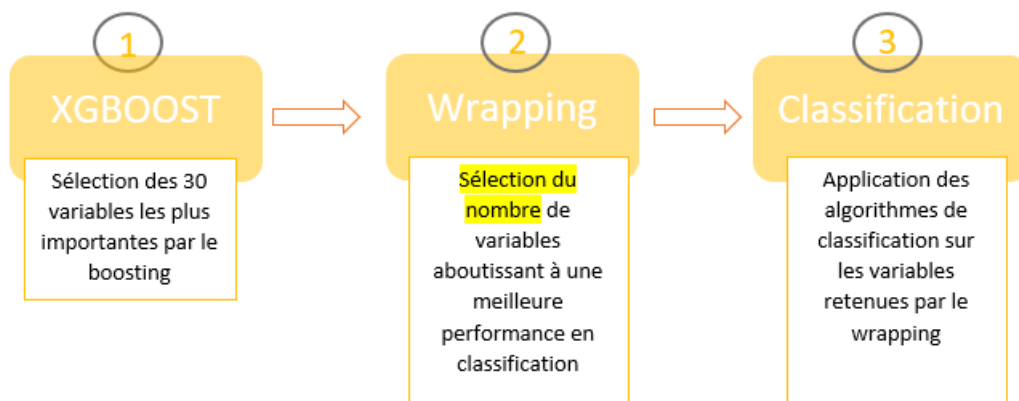 1
XGBOOST
Sélection des 30
variables les plus
importantes par le
boosting
2
Wrapping
Sélection du
nombre de
variables
aboutissant à une
meilleure
performance en
classification
3
Classification
Application des
algorithmes de
classification sur
les variables
retenues par le
wrapping